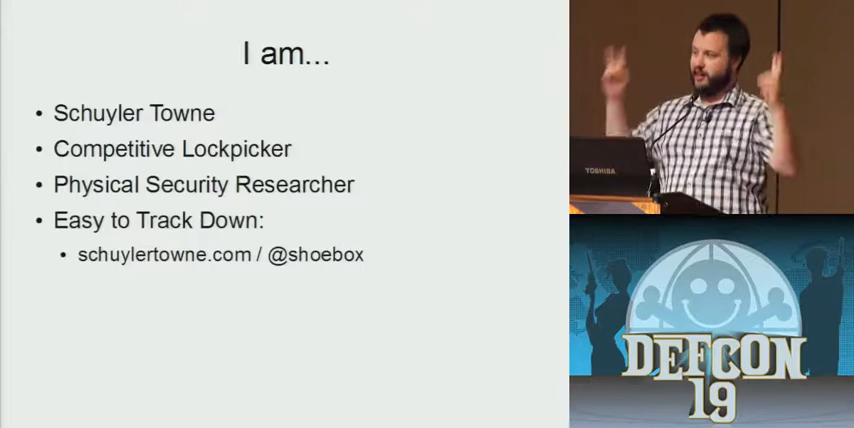 I am...
• Schuyler Towne
• Competitive Lockpicker
• Physical Security Researcher
• Easy to Track Down:
• schuylertowne.com / @shoebox
TOSHIBA
DEFCON
19